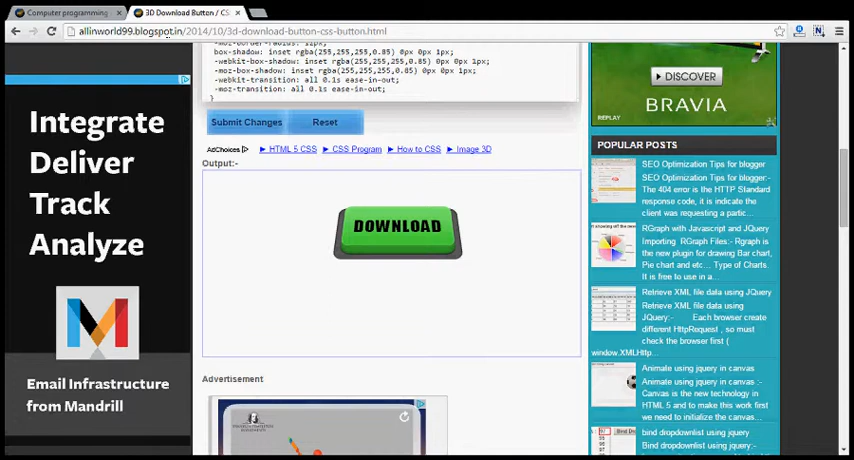 Computer programming
3D Download Button / CSS
allinworld99.blogspot.in/2014/10/3d-download-button-css-button.html
-moz-border-radius: 12px;
box-shadow: inset rgba(255,255,255,0.85) 0px 0px 1px;
-webkit-box-shadow: inset rgba(255,255,255,0.85) 0px 0px 1px;
-moz-box-shadow: inset rgba(255,255,255,0.85) 0px 0px 1px;
-webkit-transition: all 0.1s ease-in-out;
-moz-transition: all 0.1s ease-in-out;
}
Submit Changes
Reset
AdChoices
► HTML 5 CSS
► CSS Program
► How to CSS
► Image 3D
Output:-
DOWNLOAD
Advertisement
Integrate
Deliver
Track
Analyze
Email Infrastructure
from Mandrill
► DISCOVER
BRAVIA
REPLAY
POPULAR POSTS
SEO Optimization Tips for blogger
SEO Optimization Tips for blogger:-
The 404 error is the HTTP Standard
response code, it is indicate the
client was requesting a partic...
RGraph with Javascript and JQuery
Importing RGraph Files:- Rgraph is
the new plugin for drawing Bar chart,
Pie chart and etc... Type of Charts.
It is free to use in a...
Retrieve XML file data using JQuery
Retrieve XML file data using
JQuery:- Each browser create
different HttpRequest , so must
check the browser first (
window.XMLHttp...
Animate using jquery in canvas
Animate using jquery in canvas :-
Canvas is the new technology in
HTML 5 and to make this work first
we need to initialize the canvas...
bind dropdownlist using jquery
Bind dropdownlist using jquery:-